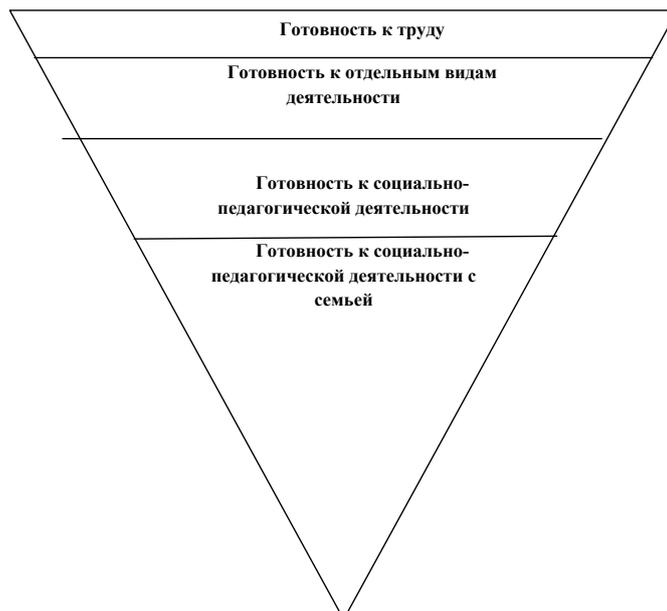 Готовность к труду
Готовность к отдельным видам
деятельности
Готовность к социально-
педагогической деятельности
Готовность к социально-
педагогической деятельности с
семьей